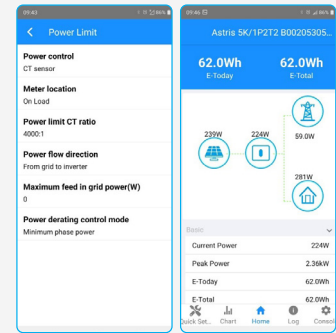 09:43
Power Limit
Power control
CT sensor
Meter location
On Load
Power limit CT ratio
4000:1
Power flow direction
From grid to inverter
Maximum feed in grid power(W)
0
Power derating control mode
Minimum phase power
09:46
Astris 5K/1P2T2 B00205305...
62.0Wh
62.0Wh
E-Today
E-Total
239W
224W
59.0W
281W
Basic
Current Power
224W
Peak Power
2.36kW
E-Today
62.0Wh
E-Total
62.0Wh
Quick Set...
Chart
Home
Log
Consol